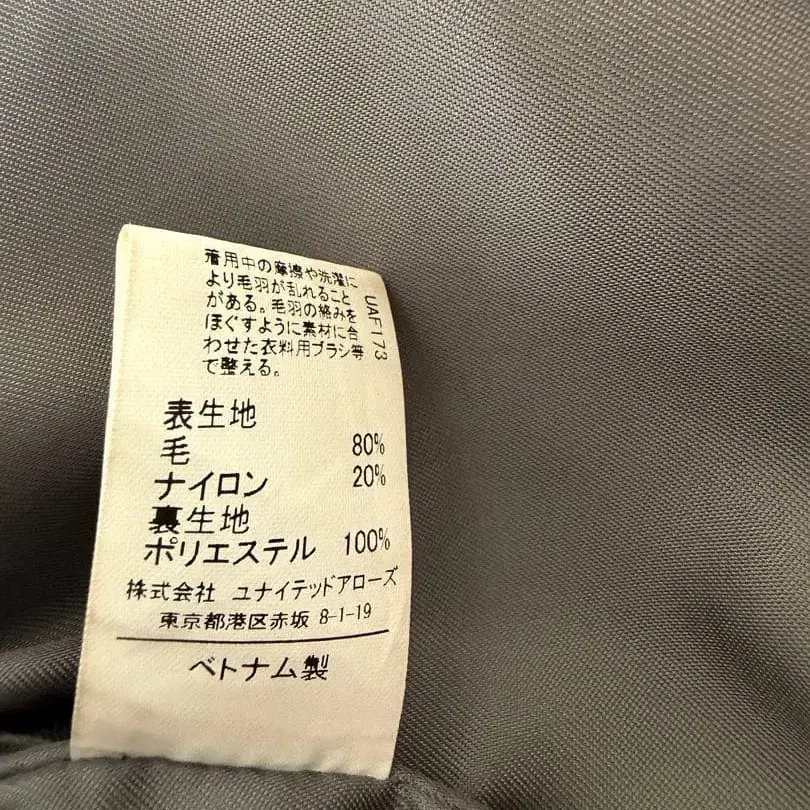 着用中の摩擦や洗濯に
より毛羽が乱れること
がある。毛羽の絡みを
ほぐすように素材に合
わせた衣料用ブラシ等
で整える。
UAF173
表生地
毛 80%
ナイロン 20%
裏生地
ポリエステル 100%
株式会社 ユナイテッドアローズ
東京都港区赤坂 8-1-19
ベトナム製